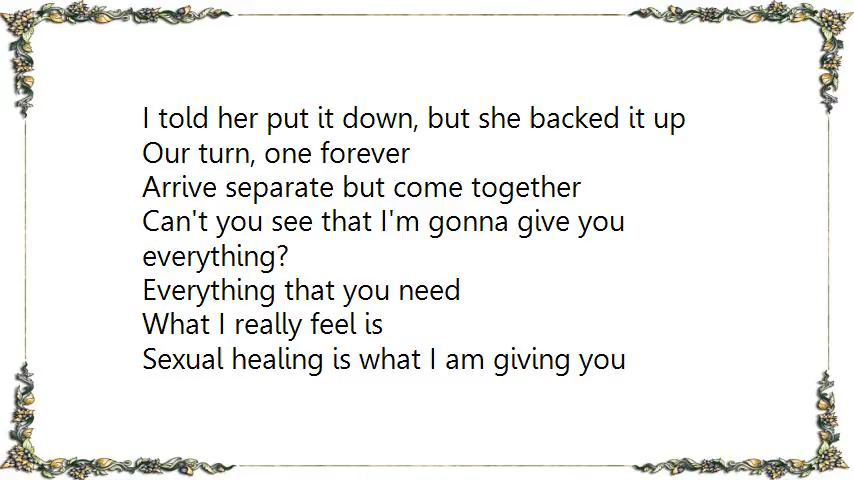 I told her put it down, but she backed it up
Our turn, one forever
Arrive separate but come together
Can't you see that I'm gonna give you
everything?
Everything that you need
What I really feel is
Sexual healing is what I am giving you